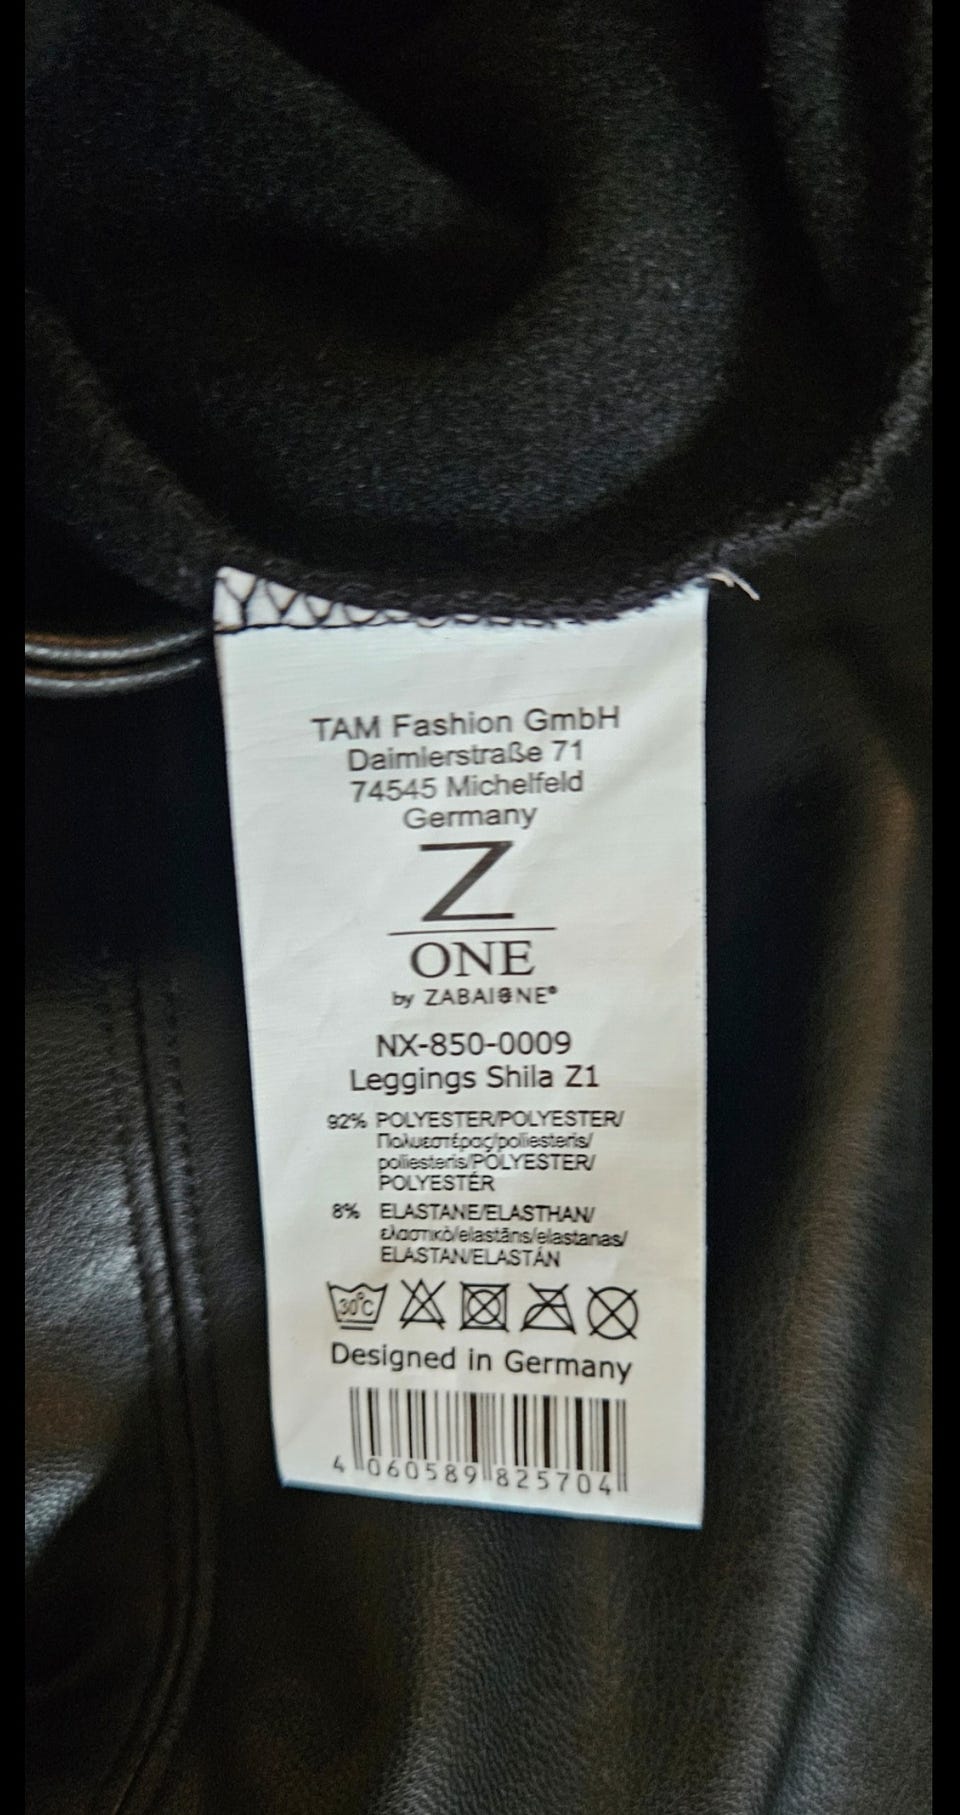 TAM Fashion GmbH
Daimlerstraße 71
74545 Michelfeld
Germany
Z
ONE
by ZABAIONE®
NX-850-0009
Leggings Shila Z1
92% POLYESTER/POLYESTER/
Πολυεστέρας/poliesteris/
poliesteris/POLYESTER/
POLYESTÉR
8% ELASTANE/ELASTHAN/
ελαστικὸ/elastāns/elastanas/
ELASTAN/ELASTÁN
30°C
Designed in Germany
4 060589 825704